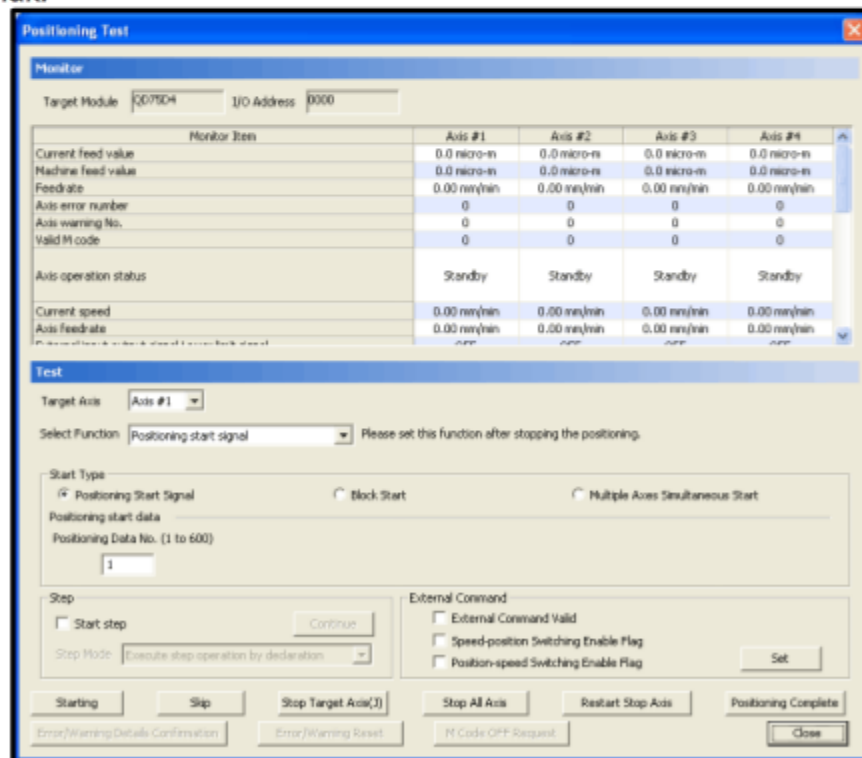 Positioning Test
Monitor
Target Module QD75D4 I/O Address 0000
Monitor Item Axis #1 Axis #2 Axis #3 Axis #4
Current feed value 0.0 micro-m 0.0 micro-m 0.0 micro-m 0.0 micro-m
Machine feed value 0.0 micro-m 0.0 micro-m 0.0 micro-m 0.0 micro-m
Feedrate 0.00 mm/min 0.00 mm/min 0.00 mm/min 0.00 mm/min
Axis error number 0 0 0 0
Axis warning No. 0 0 0 0
Valid M code 0 0 0 0
Axis operation status Standby Standby Standby Standby
Current speed 0.00 mm/min 0.00 mm/min 0.00 mm/min 0.00 mm/min
Axis feedrate 0.00 mm/min 0.00 mm/min 0.00 mm/min 0.00 mm/min
Test
Target Axis Axis #1
Select Function Positioning start signal Please set this function after stopping the positioning.
Start Type
Positioning Start Signal Block Start Multiple Axes Simultaneous Start
Positioning start data
Positioning Data No. (1 to 600)
1
Step External Command
Start step Continue External Command Valid
Speed-position Switching Enable Flag
Step Mode Execute step operation by declaration Position-speed Switching Enable Flag Set
Starting Skip Stop Target Axis(J) Stop All Axis Restart Stop Axis Positioning Complete
Error/Warning Details Confirmation Error/Warning Reset M Code OFF Request Close